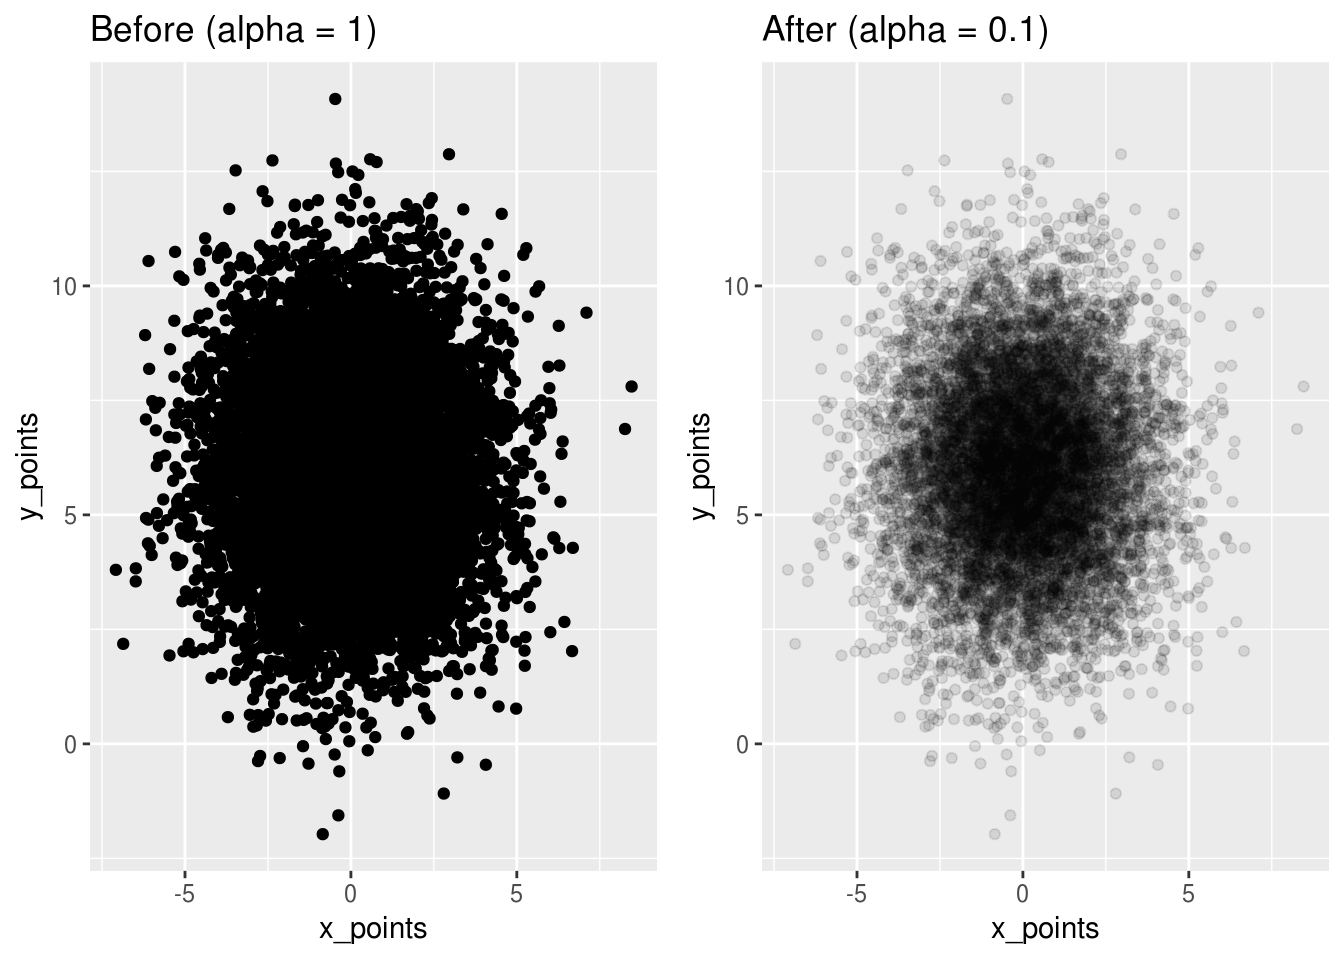 Before (alpha = 1)
10
5
0
-5
0
5
x_points
y_points
After (alpha = 0.1)
10
5
0
-5
0
5
x_points
y_points